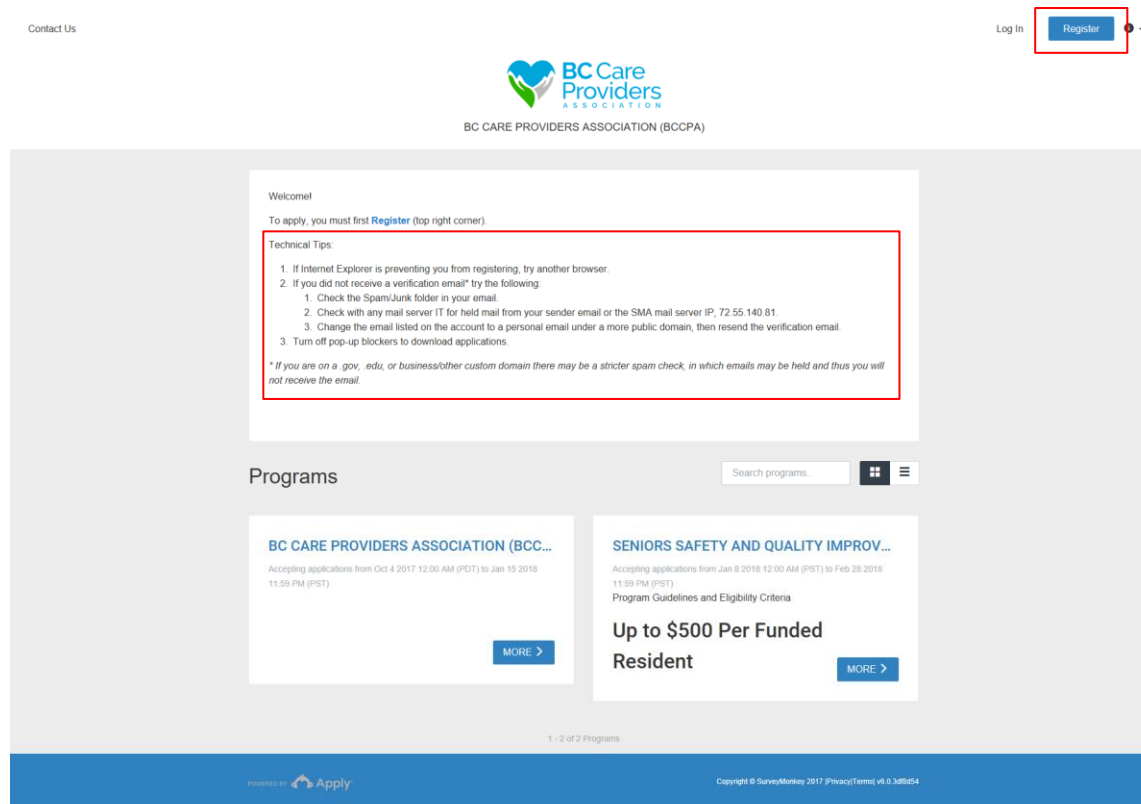 Contact Us
Log In
Register
BC Care
Providers
ASSOCIATION
BC CARE PROVIDERS ASSOCIATION (BCCPA)
Welcome!
To apply, you must first Register (top right corner).
Technical Tips:
1. If Internet Explorer is preventing you from registering, try another browser.
2. If you did not receive a verification email* try the following:
1. Check the Spam/Junk folder in your email.
2. Check with any mail server IT for held mail from your sender email or the SMA mail server IP, 72.55.140.81.
3. Change the email listed on the account to a personal email under a more public domain, then resend the verification email.
3. Turn off pop-up blockers to download applications.
* If you are on a .gov, .edu, or business/other custom domain there may be a stricter spam check, in which emails may be held and thus you will
not receive the email.
Programs
Search programs..
BC CARE PROVIDERS ASSOCIATION (BCC...
Accepting applications from Oct 4 2017 12:00 AM (PDT) to Jan 15 2018
11:59 PM (PST)
MORE
SENIORS SAFETY AND QUALITY IMPROV...
Accepting applications from Jan 8 2018 12:00 AM (PST) to Feb 28 2018
11:59 PM (PST)
Program Guidelines and Eligibility Criteria
Up to $500 Per Funded
Resident
MORE
1 - 2 of 2 Programs
POWERED BY Apply
Copyright © SurveyMonkey 2017 |Privacy|Terms| v6.0.3df8d54